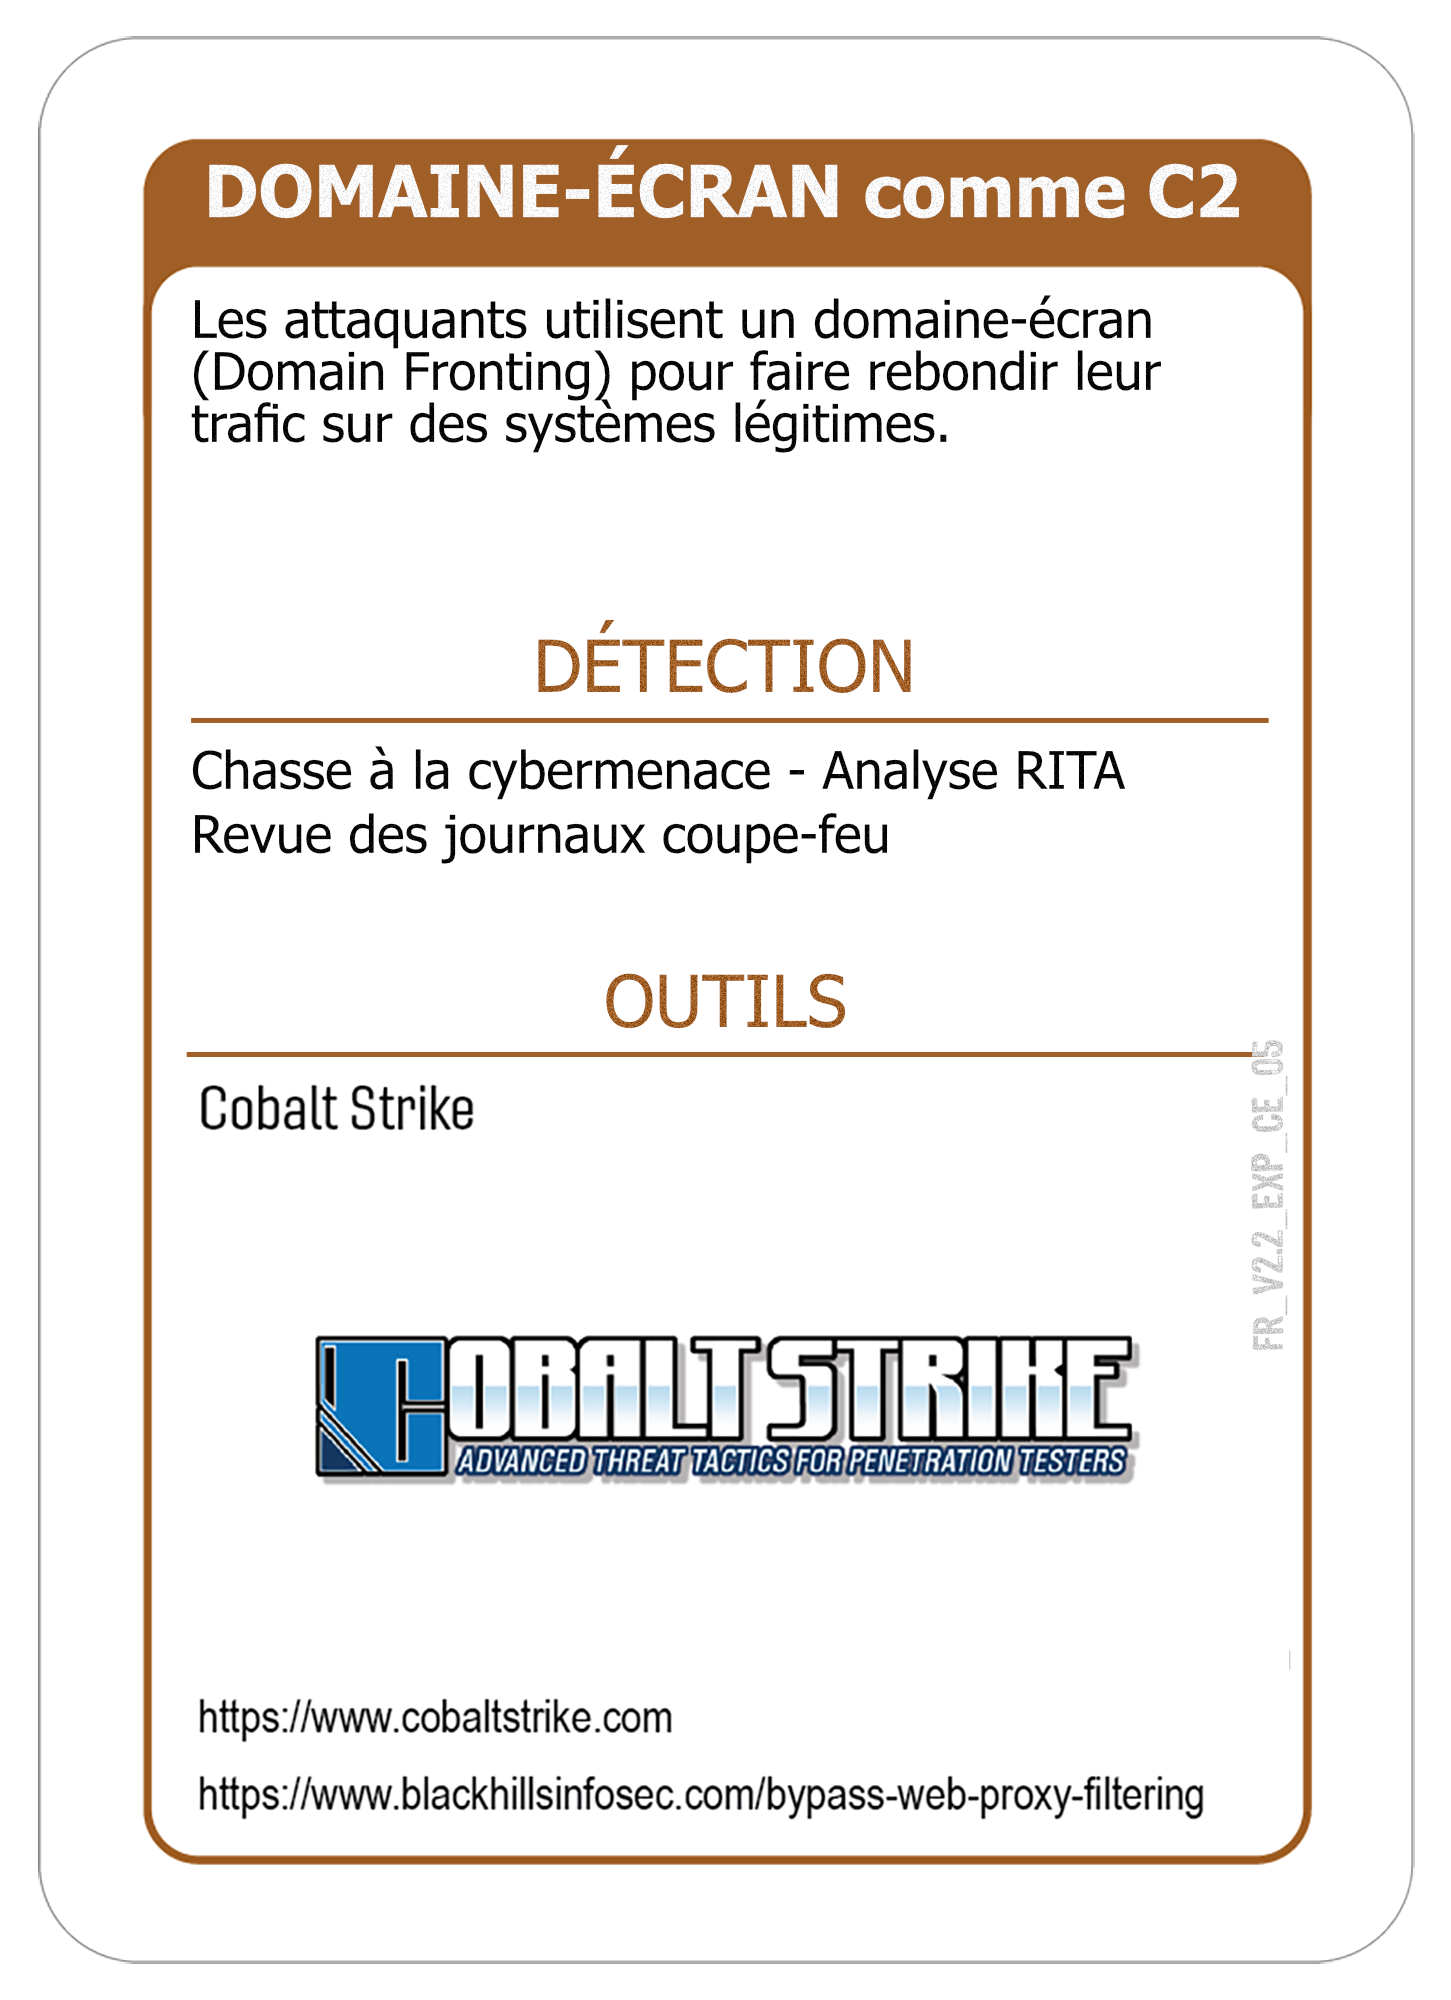 DOMAINE-ÉCRAN comme C2
Les attaquants utilisent un domaine-écran
(Domain Fronting) pour faire rebondir leur
trafic sur des systèmes légitimes.
DÉTECTION
Chasse à la cybermenace - Analyse RITA
Revue des journaux coupe-feu
OUTILS
Cobalt Strike
FR_V2.2_EXP_CE_05
COBALT STRIKE
ADVANCED THREAT TACTICS FOR PENETRATION TESTERS
https://www.cobaltstrike.com
https://www.blackhillsinfosec.com/bypass-web-proxy-filtering